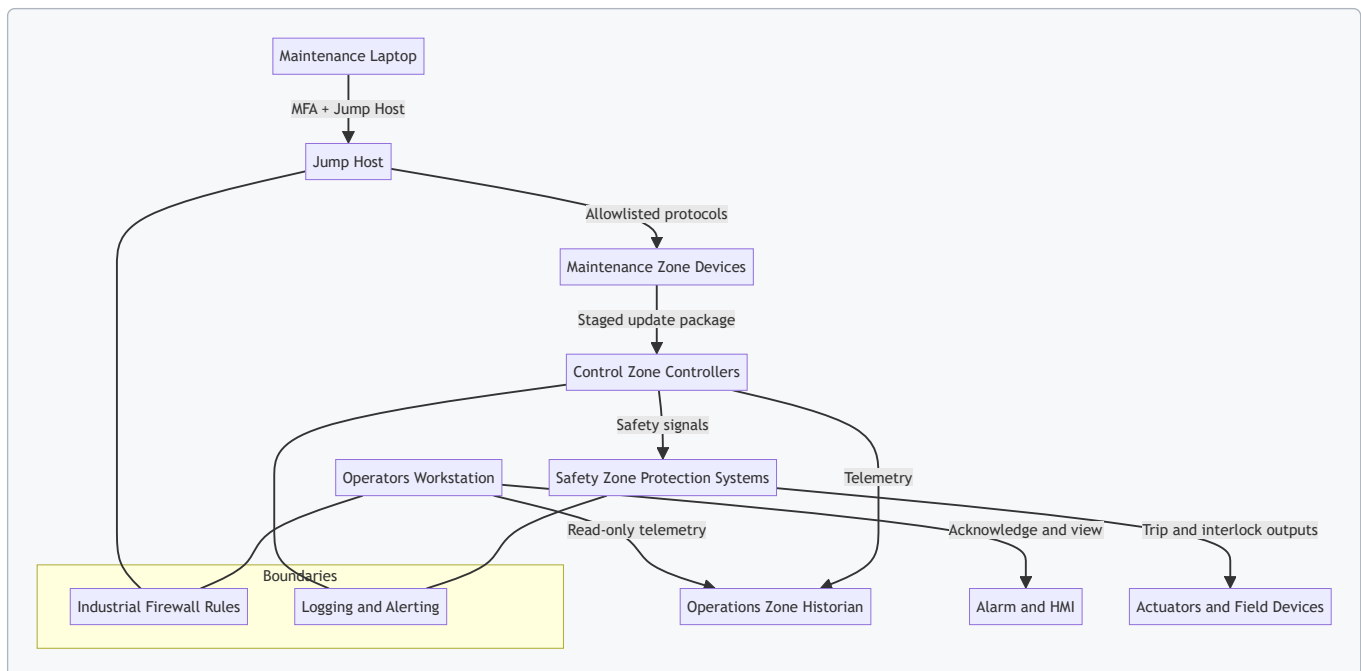 Maintenance Laptop
MFA + Jump Host
Jump Host
Allowlisted protocols
Maintenance Zone Devices
Staged update package
Control Zone Controllers
Safety signals
Operators Workstation
Safety Zone Protection Systems
Telemetry
Read-only telemetry
Acknowledge and view
Trip and interlock outputs
Boundaries
Industrial Firewall Rules
Logging and Alerting
Operations Zone Historian
Alarm and HMI
Actuators and Field Devices